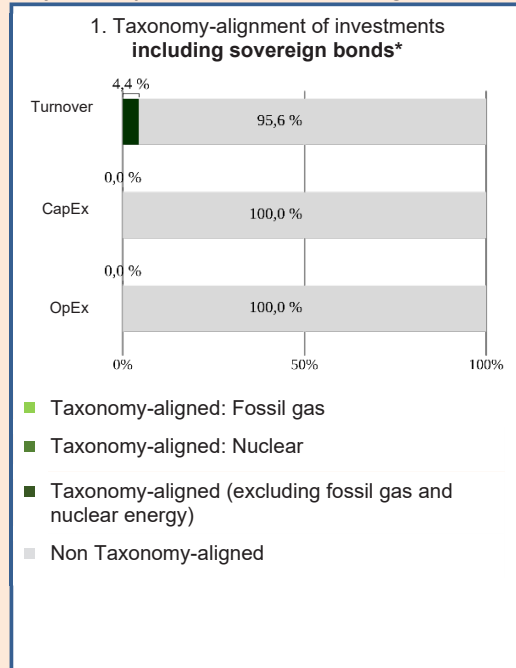 1. Taxonomy-alignment of investments
including sovereign bonds*
4,4 %
Turnover
95,6 %
0,0 %
CapEx
100,0 %
0,0 %
OpEx
100,0 %
0%
50%
100%
Taxonomy-aligned: Fossil gas
Taxonomy-aligned: Nuclear
Taxonomy-aligned (excluding fossil gas and
nuclear energy)
Non Taxonomy-aligned